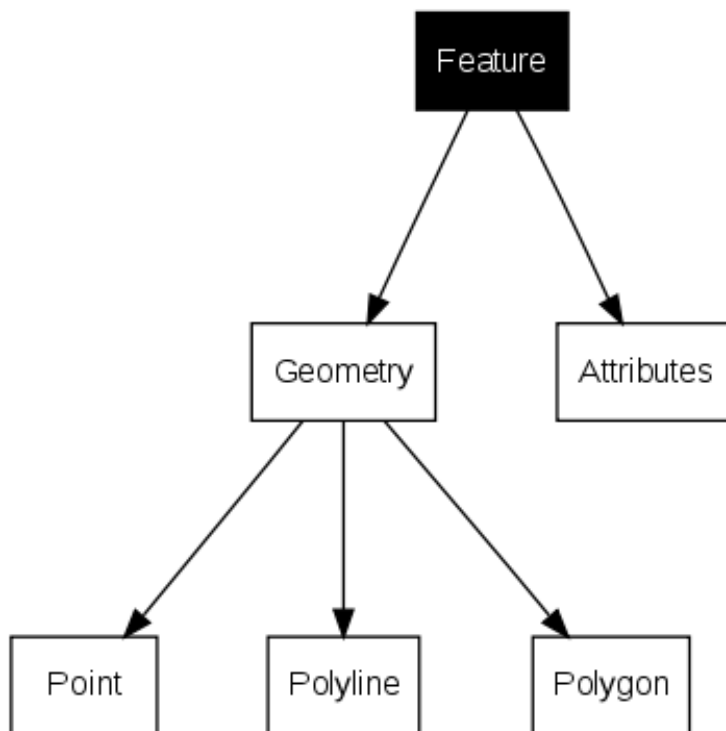 Feature
Geometry
Attributes
Point
Polyline
Polygon